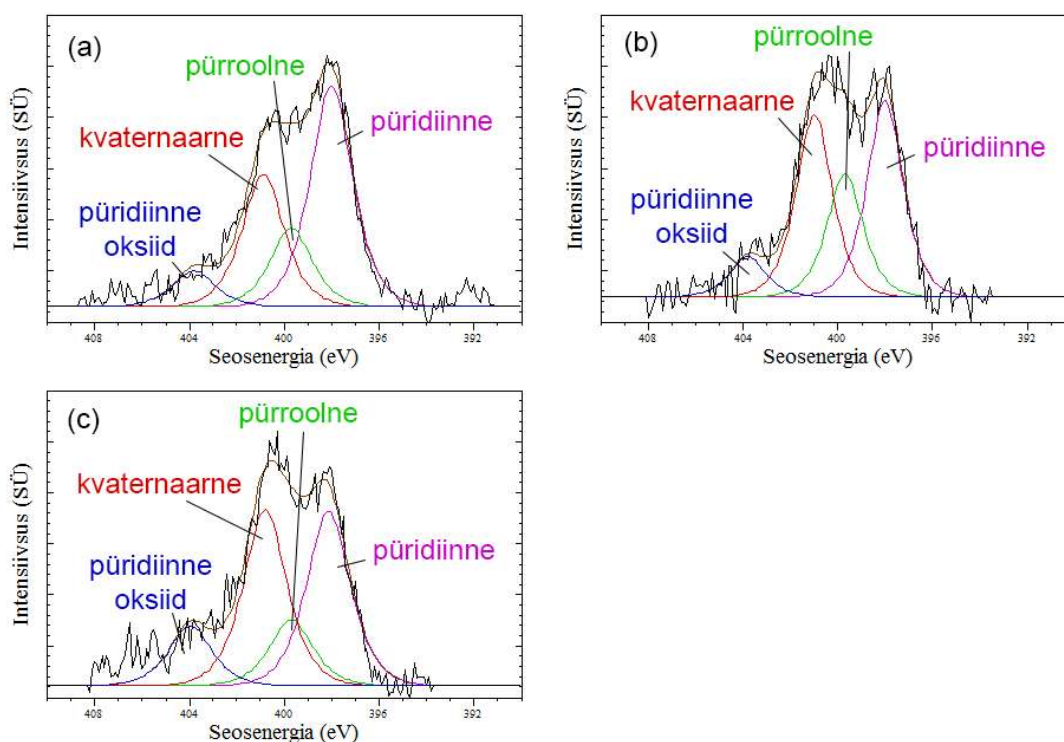 (a)
pürroolne
kvaternaarne
püridiinne
püridiinne
oksiid
Intensiivsus (SÜ)
408 404 400 396 392
Seosenergia (eV)
(b)
pürroolne
kvaternaarne
püridiinne
püridiinne
oksiid
Intensiivsus (SÜ)
408 404 400 396 392
Seosenergia (eV)
(c)
pürroolne
kvaternaarne
püridiinne
püridiinne
oksiid
Intensiivsus (SÜ)
408 404 400 396 392
Seosenergia (eV)